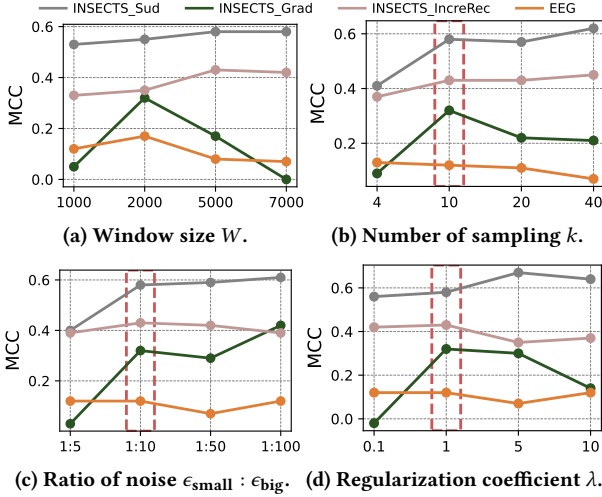 INSECTS_Sud INSECTS_Grad INSECTS_IncreRec EEG
MCC
0.6
0.4
0.2
0.0
1000 2000 5000 7000
(a) Window size W.
MCC
0.6
0.4
0.2
4 10 20 40
(b) Number of sampling k.
MCC
0.6
0.4
0.2
1:5 1:10 1:50 1:100
(c) Ratio of noise ϵsmall : ϵbig.
MCC
0.6
0.4
0.2
0.0
0.1 1 5 10
(d) Regularization coefficient λ.